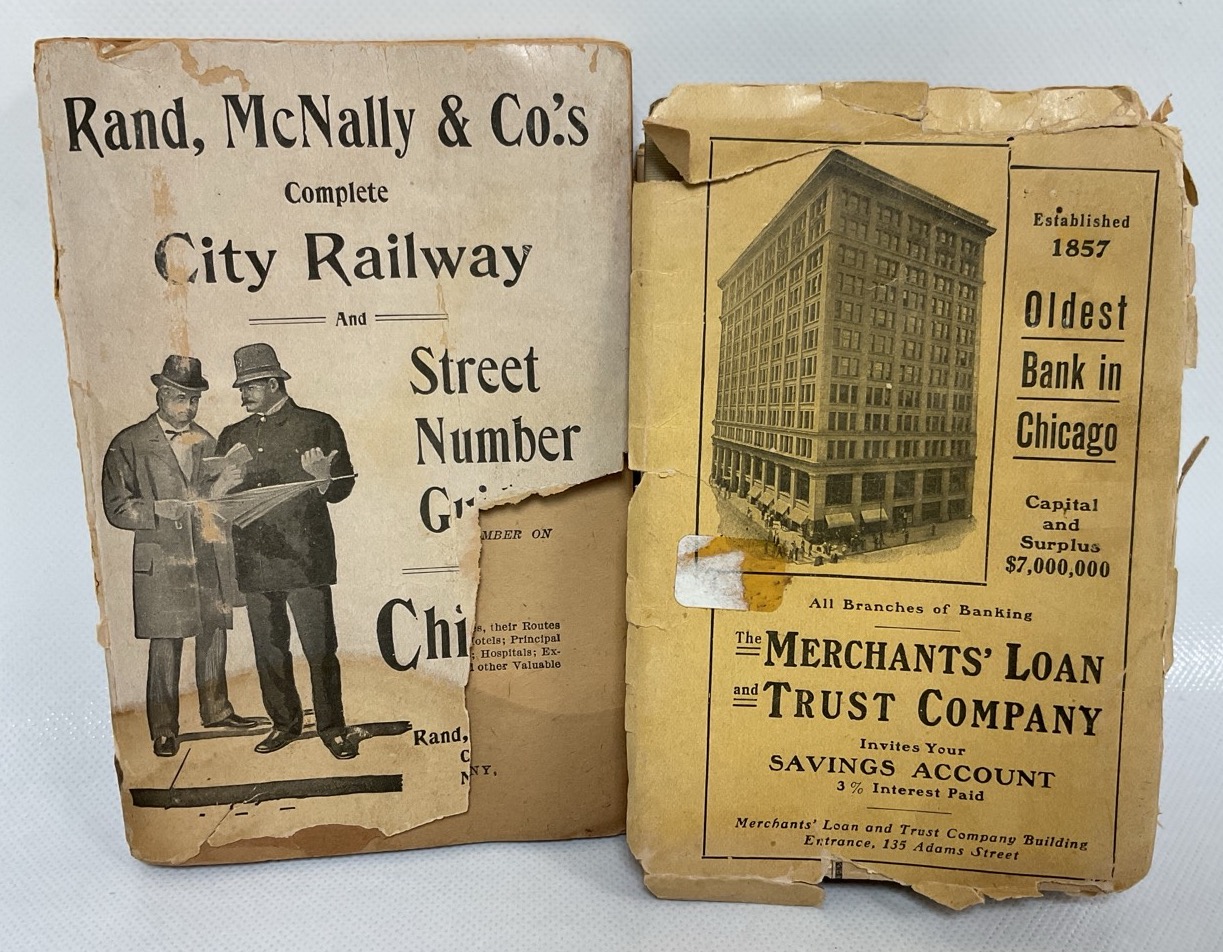 Rand, McNally & Co.'s
Complete
City Railway
And
Street
Number
Gui
MBER ON
Chi
s, their Routes
otels; Principal
; Hospitals; Ex-
l other Valuable
Rand,
C
N
NY,
Established
1857
Oldest
Bank in
Chicago
Capital
and
Surplus
$7,000,000
All Branches of Banking
The MERCHANTS' LOAN
and TRUST COMPANY
Invites Your
SAVINGS ACCOUNT
3% Interest Paid
Merchants' Loan and Trust Company Building
Entrance, 135 Adams Street